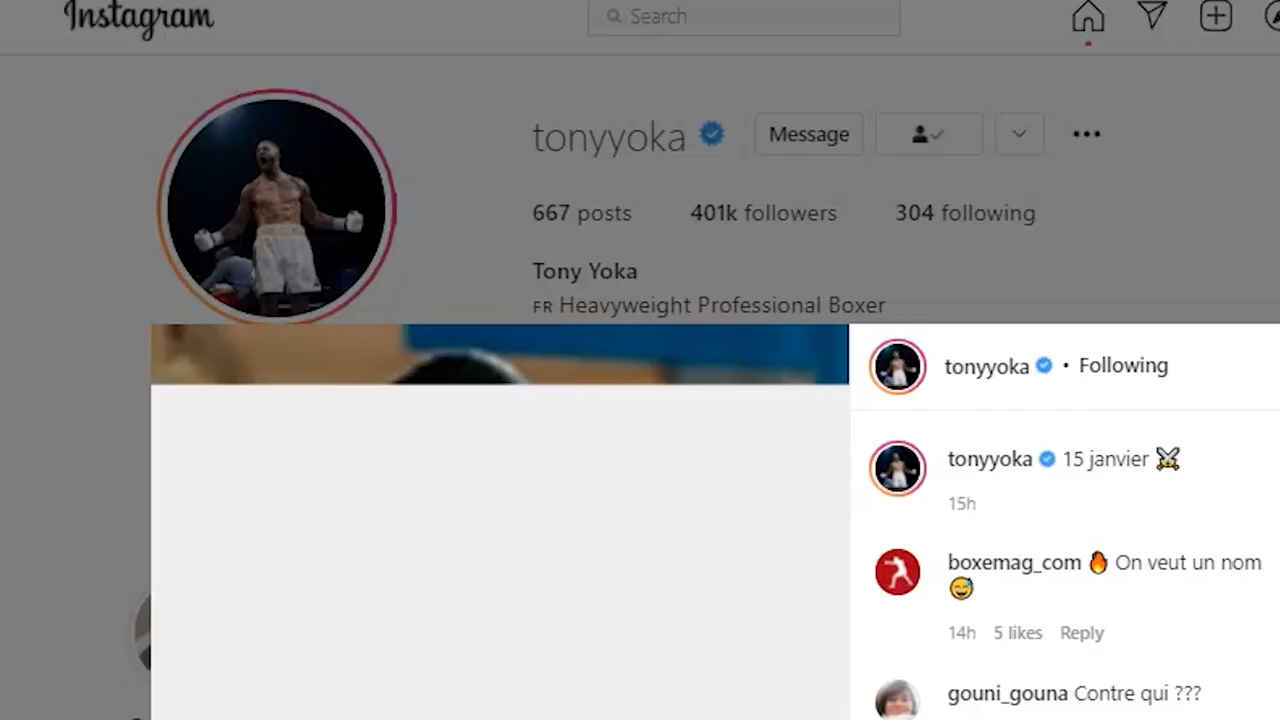 Instagram
Search
tonyyoka Message
667 posts 401k followers 304 following
Tony Yoka
FR Heavyweight Professional Boxer
tonyyoka • Following
tonyyoka 15 janvier ⚔️
15h
boxemag_com 🔥 On veut un nom
😅
14h 5 likes Reply
gouni_gouna Contre qui ???